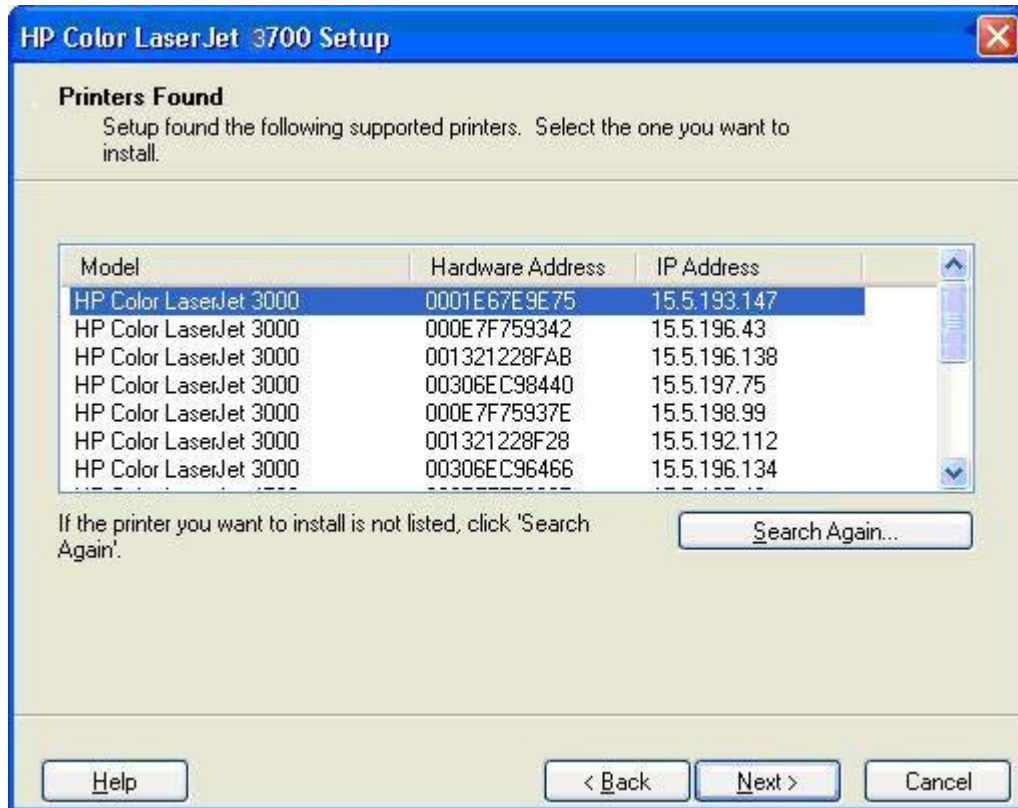 HP Color LaserJet 3700 Setup
Printers Found
Setup found the following supported printers. Select the one you want to
install.
Model Hardware Address IP Address
HP Color LaserJet 3000 0001E67E9E75 15.5.193.147
HP Color LaserJet 3000 000E7F759342 15.5.196.43
HP Color LaserJet 3000 001321228FAB 15.5.196.138
HP Color LaserJet 3000 00306EC98440 15.5.197.75
HP Color LaserJet 3000 000E7F75937E 15.5.198.99
HP Color LaserJet 3000 001321228F28 15.5.192.112
HP Color LaserJet 3000 00306EC96466 15.5.196.134
If the printer you want to install is not listed, click 'Search
Again'.
Search Again...
Help < Back Next > Cancel